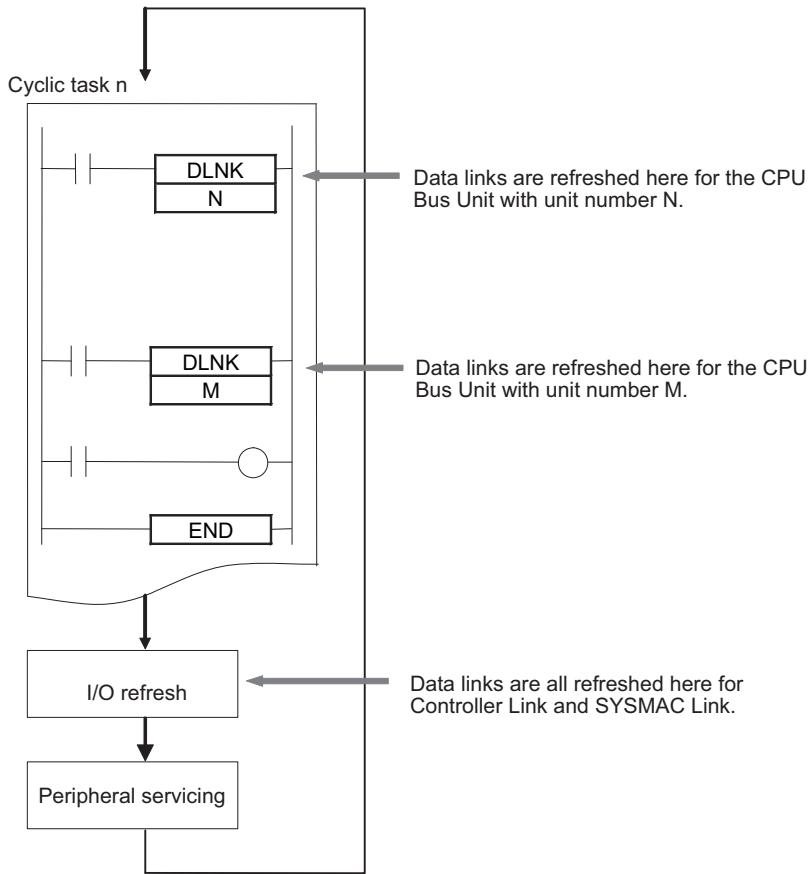 Cyclic task n
DLNK
N
Data links are refreshed here for the CPU
Bus Unit with unit number N.
DLNK
M
Data links are refreshed here for the CPU
Bus Unit with unit number M.
END
I/O refresh
Data links are all refreshed here for
Controller Link and SYSMAC Link.
Peripheral servicing